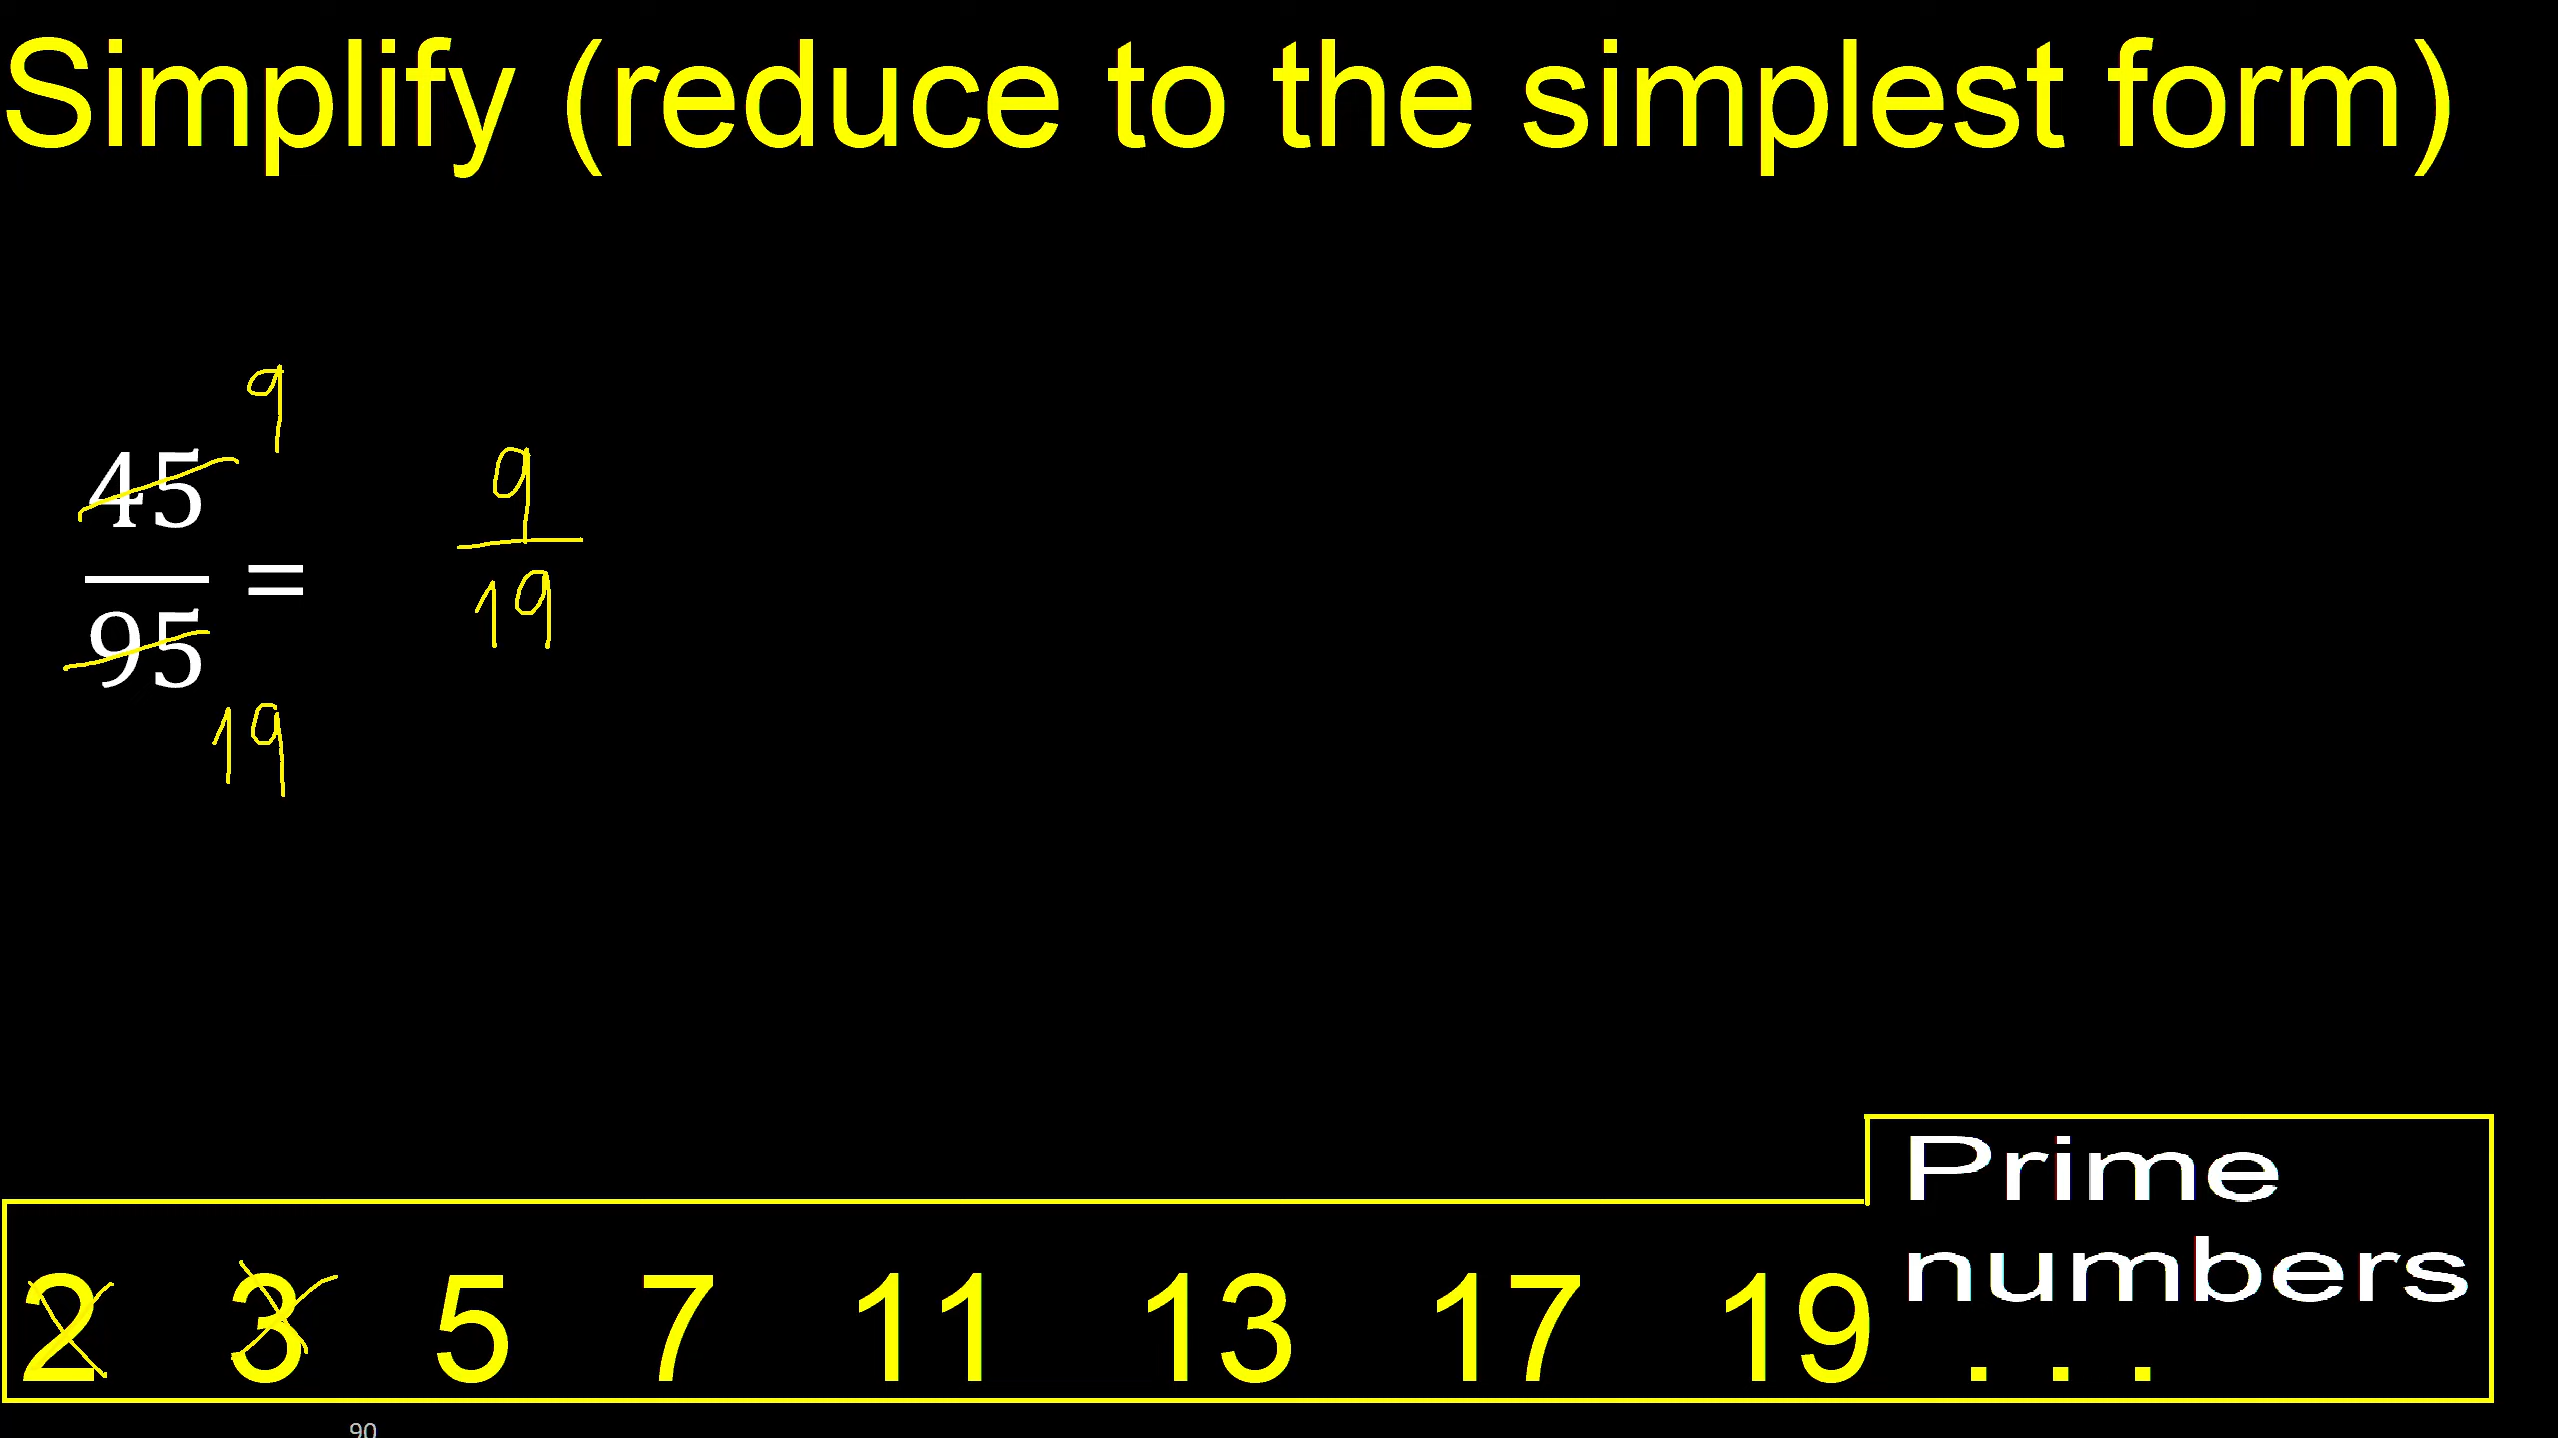 Simplify (reduce to the simplest form)
9
45
95
=
19
9
19
Prime
numbers
2 3 5 7 11 13 17 19 . . .
90